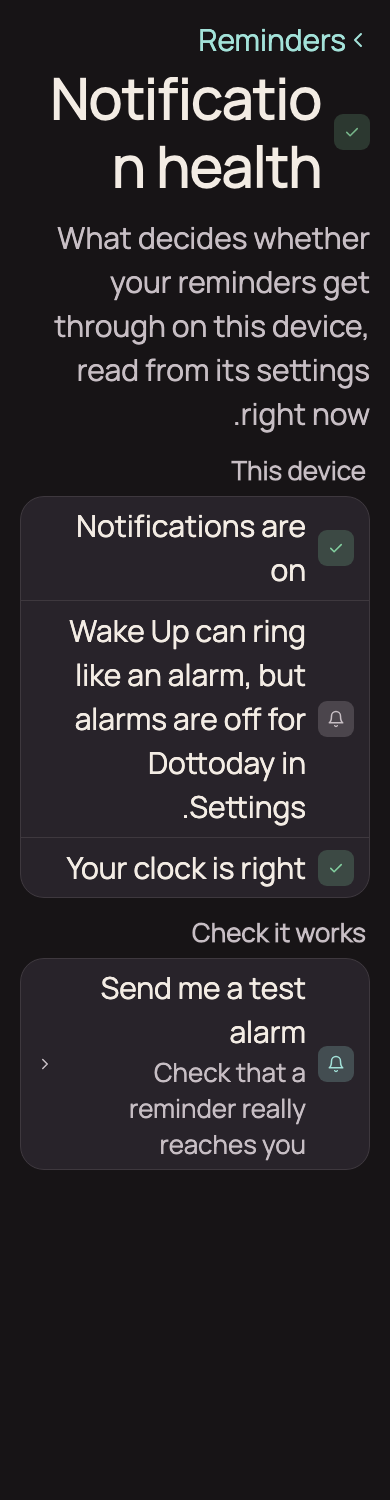 Reminders
Notificatio
n health
What decides whether
your reminders get
through on this device,
read from its settings
.right now
This device
Notifications are
on
Wake Up can ring
like an alarm, but
alarms are off for
Dottoday in
.Settings
Your clock is right
Check it works
Send me a test
alarm
Check that a
reminder really
reaches you